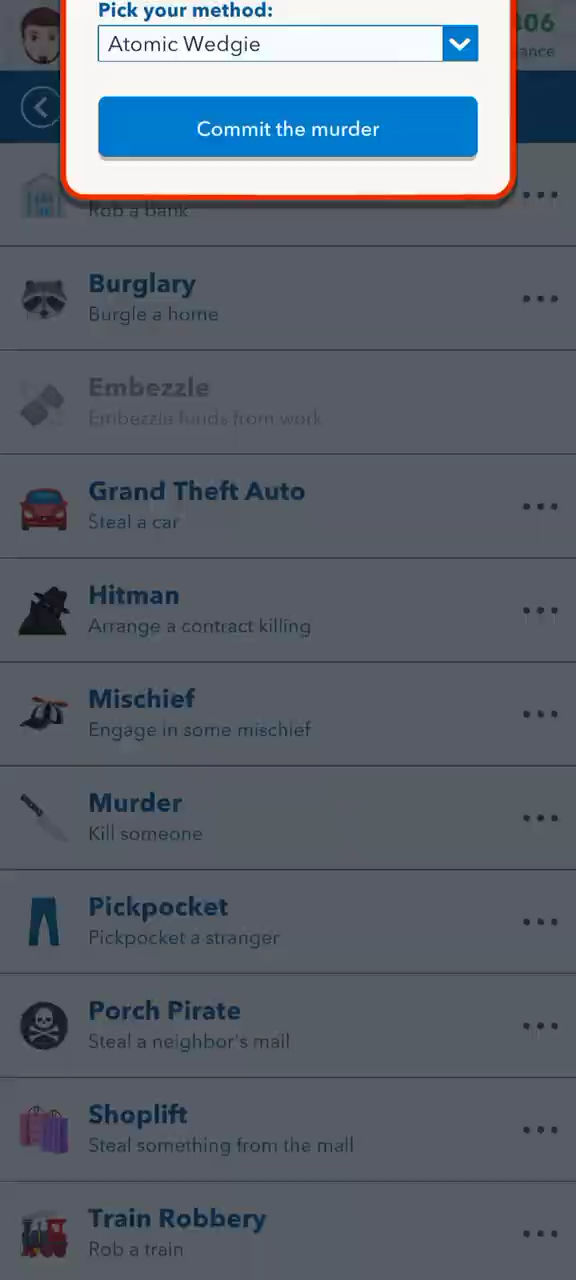 Pick your method:
Atomic Wedgie
Commit the murder
Rob a bank
Burglary
Burgle a home
Embezzle
Embezzle funds from work
Grand Theft Auto
Steal a car
Hitman
Arrange a contract killing
Mischief
Engage in some mischief
Murder
Kill someone
Pickpocket
Pickpocket a stranger
Porch Pirate
Steal a neighbor's mail
Shoplift
Steal something from the mall
Train Robbery
Rob a train